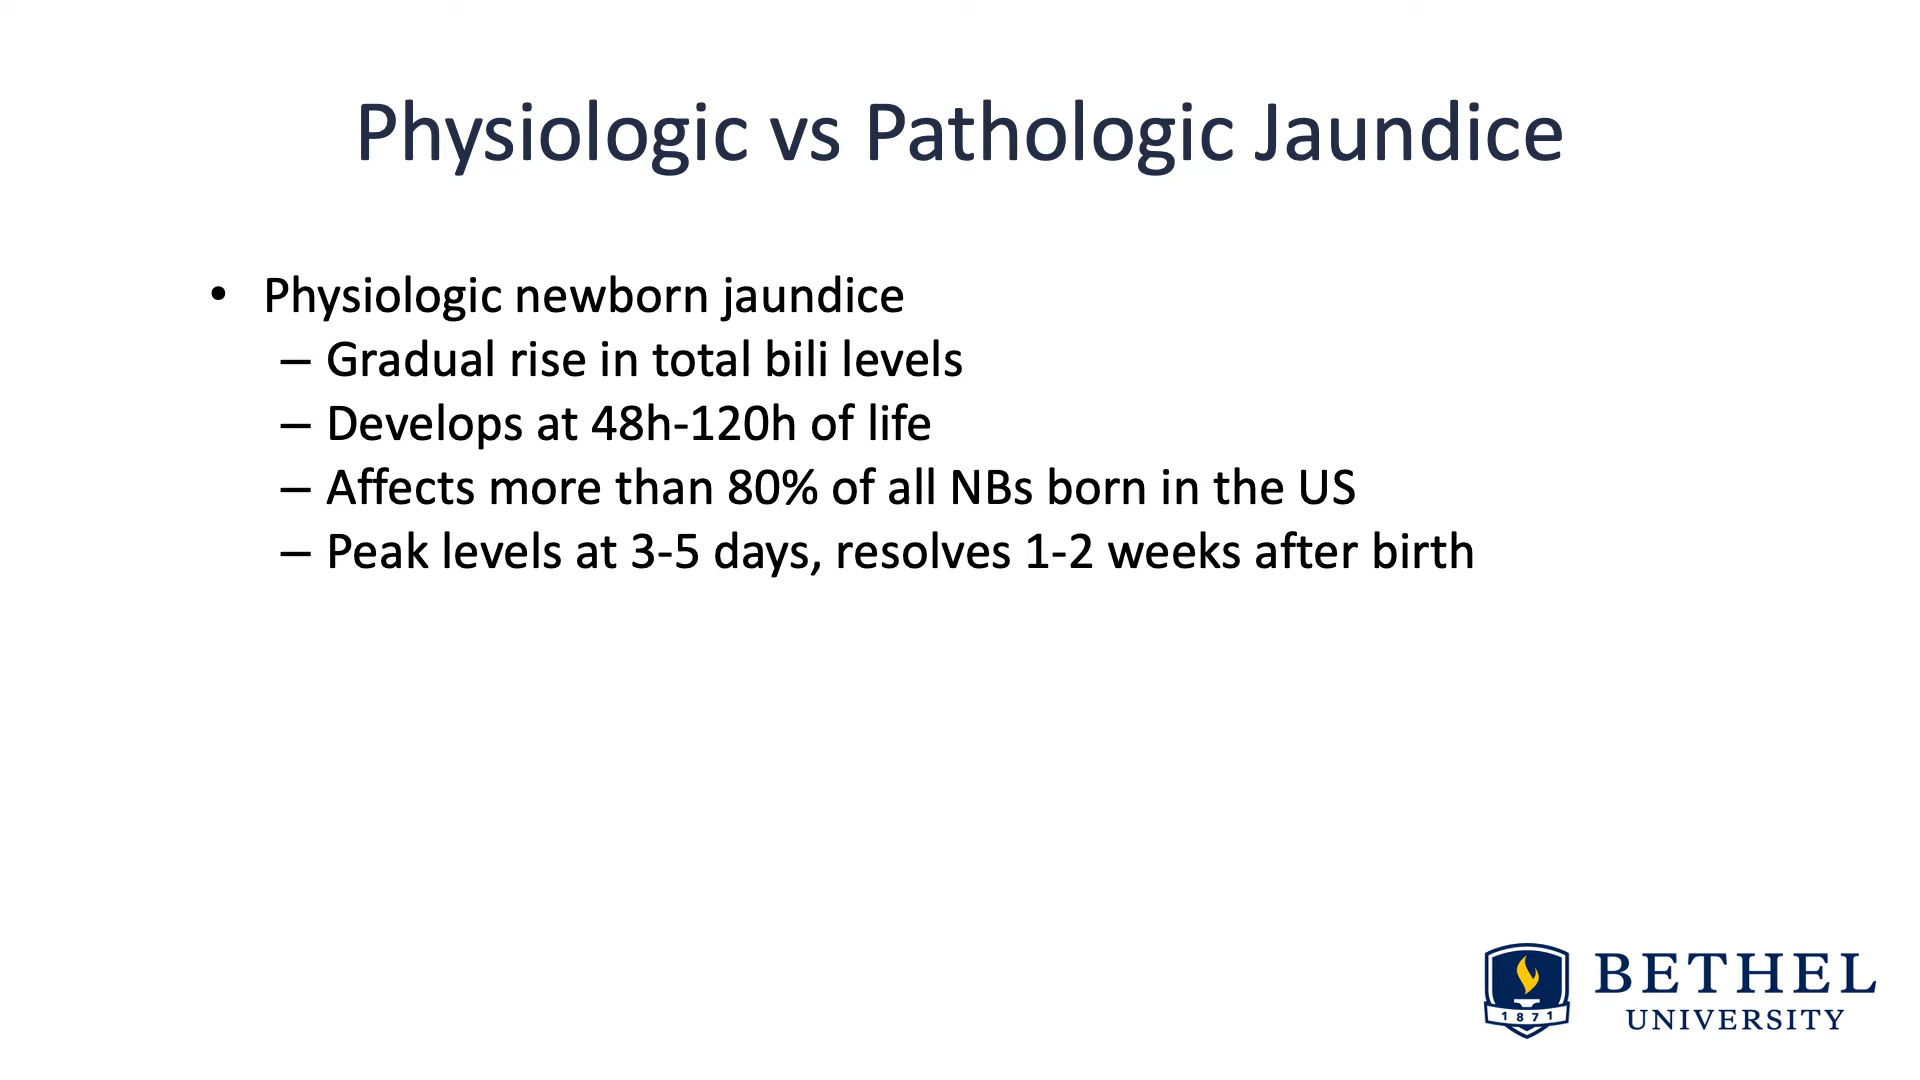 Physiologic vs Pathologic Jaundice
• Physiologic newborn jaundice
– Gradual rise in total bili levels
– Develops at 48h-120h of life
– Affects more than 80% of all NBs born in the US
– Peak levels at 3-5 days, resolves 1-2 weeks after birth
BETHEL
UNIVERSITY
1871